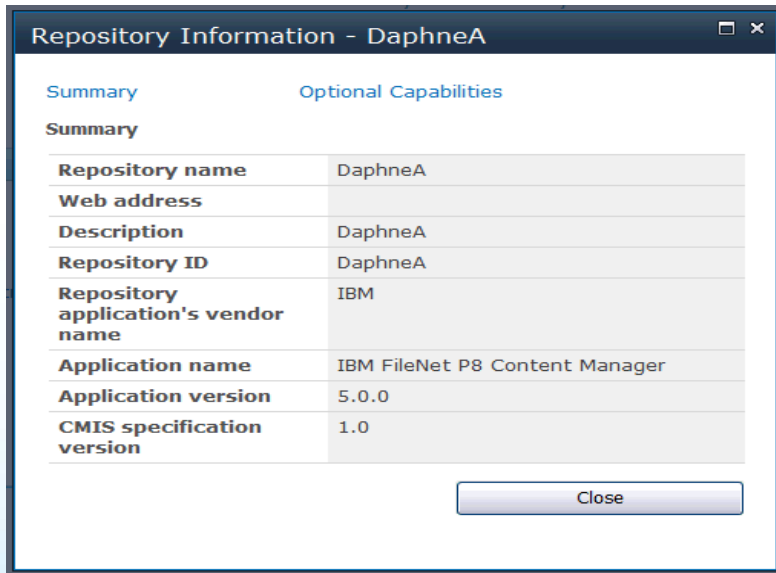 Repository Information - DaphneA
Summary Optional Capabilities
Summary
Repository name DaphneA
Web address
Description DaphneA
Repository ID DaphneA
Repository IBM
application's vendor
name
Application name IBM FileNet P8 Content Manager
Application version 5.0.0
CMIS specification 1.0
version
Close